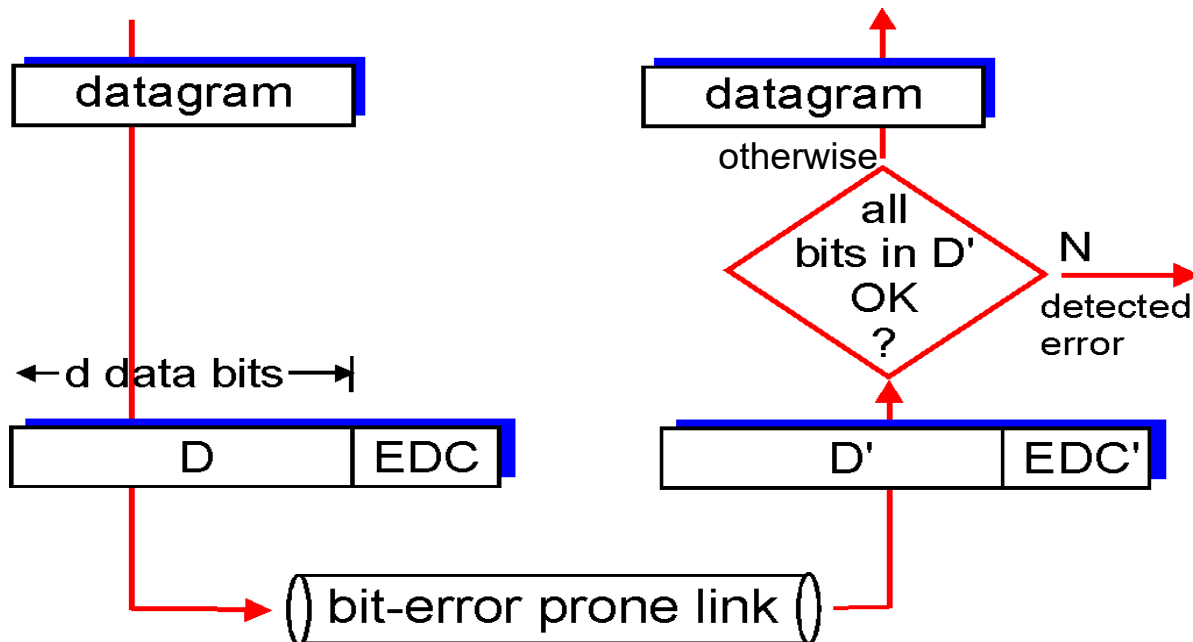 datagram
d data bits
D
EDC
bit-error prone link
datagram
otherwise
all
bits in D'
OK
?
N
detected
error
D'
EDC'